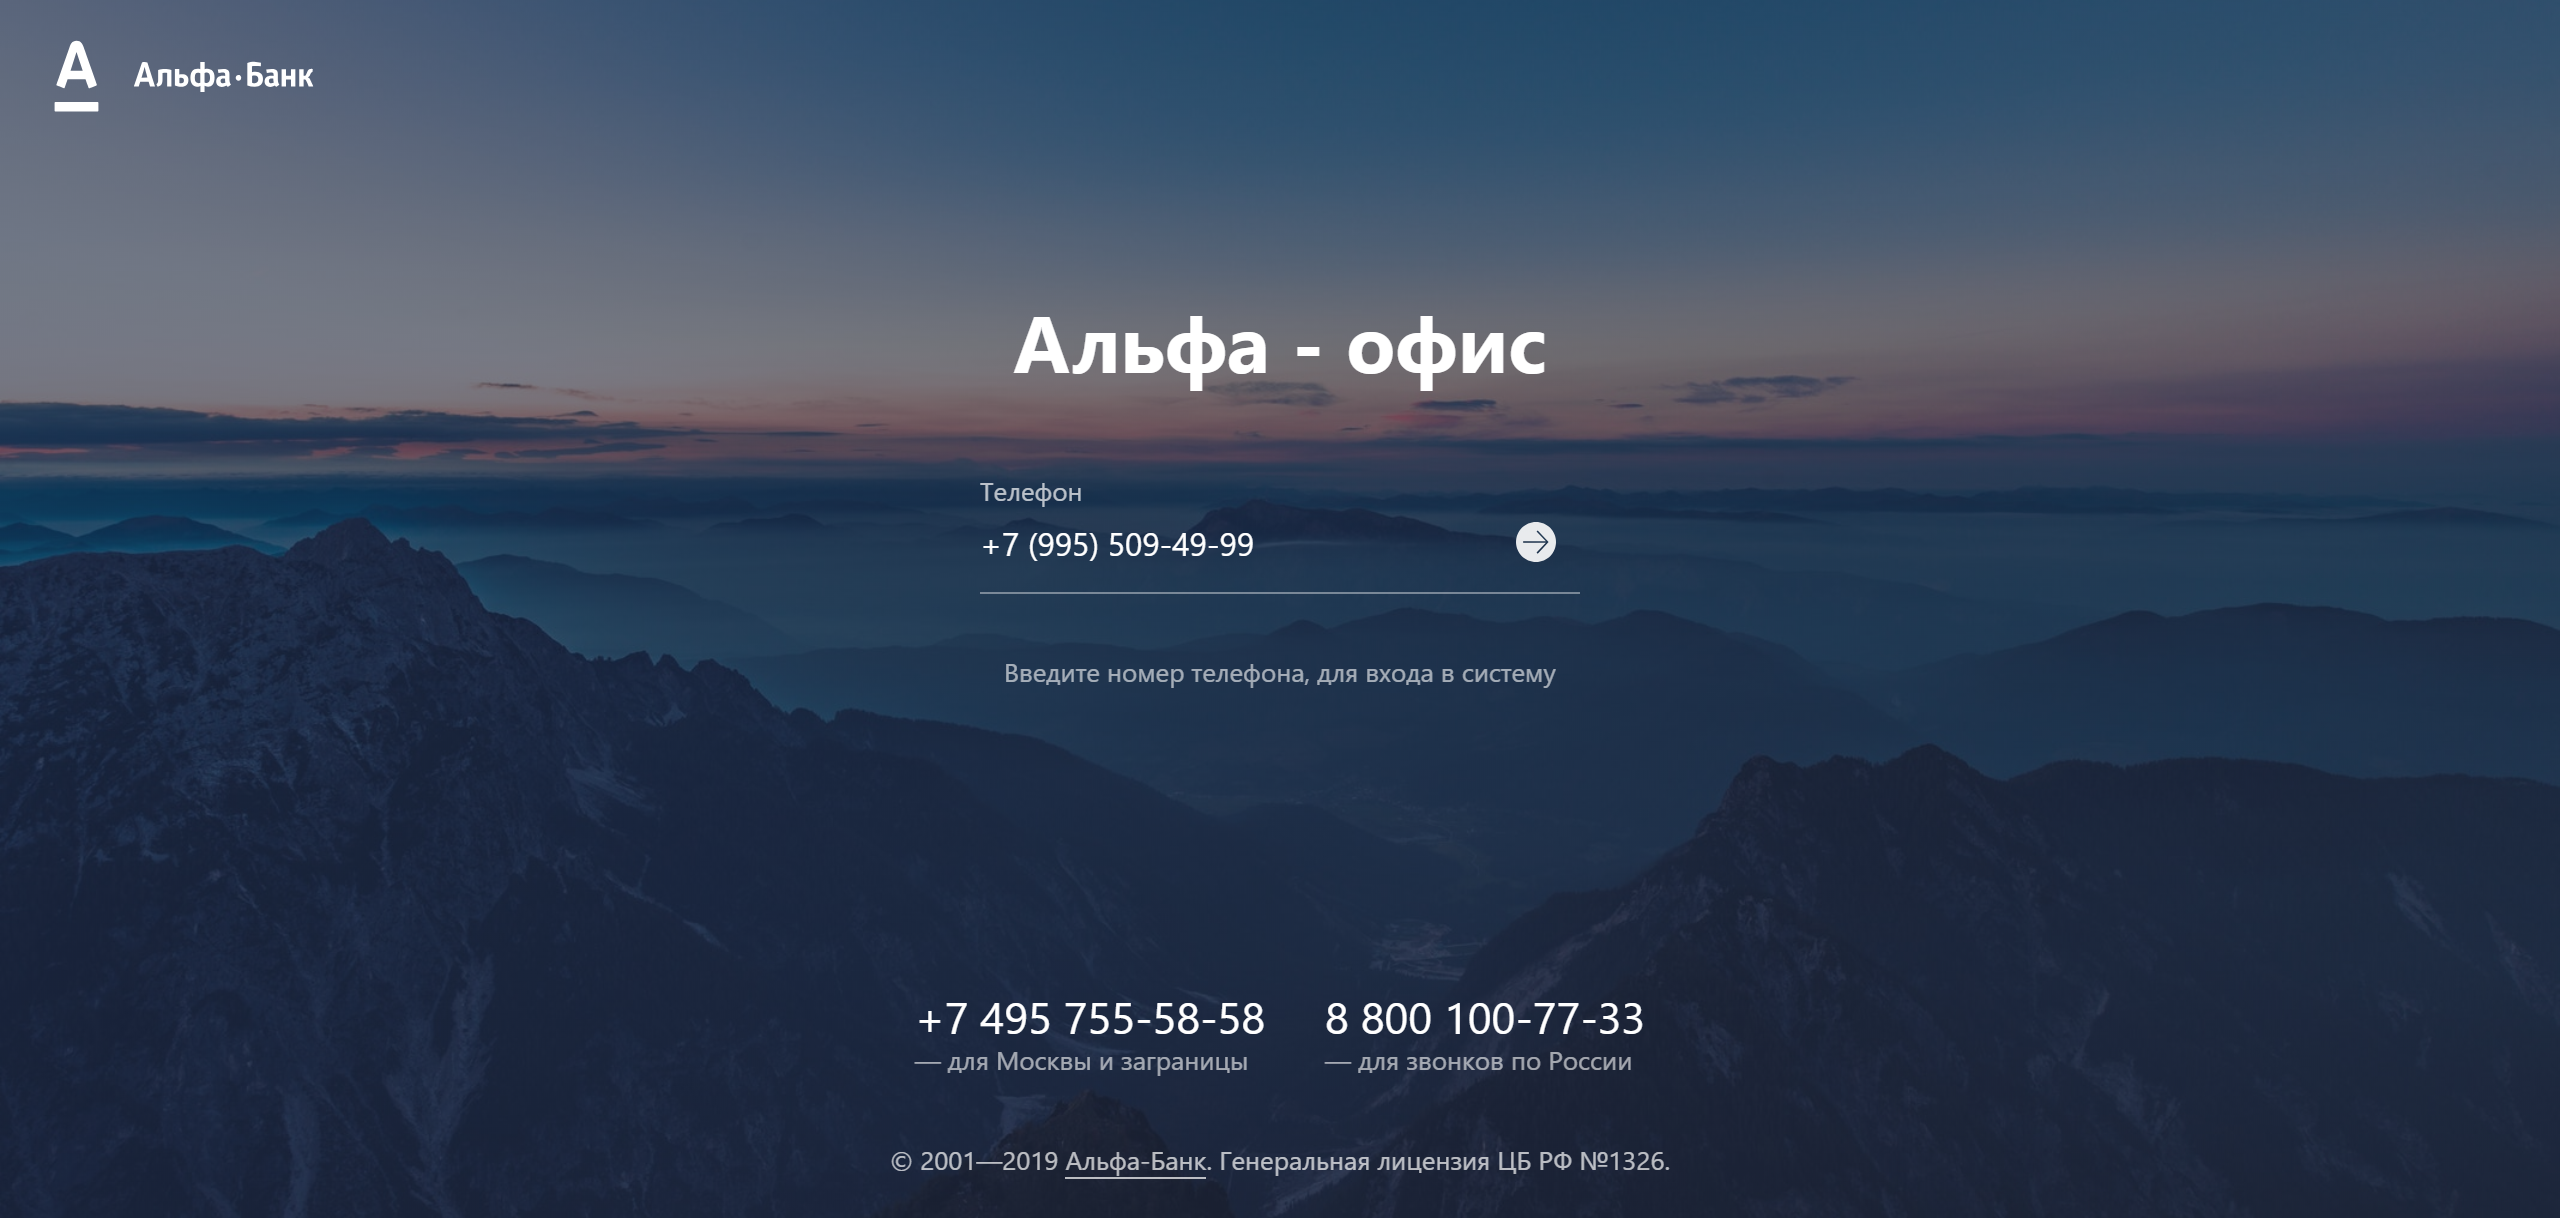 А Альфа·Банк
Альфа - офис
Телефон
+7 (995) 509-49-99
Введите номер телефона, для входа в систему
+7 495 755-58-58
— для Москвы и заграницы
8 800 100-77-33
— для звонков по России
© 2001—2019 Альфа-Банк. Генеральная лицензия ЦБ РФ №1326.